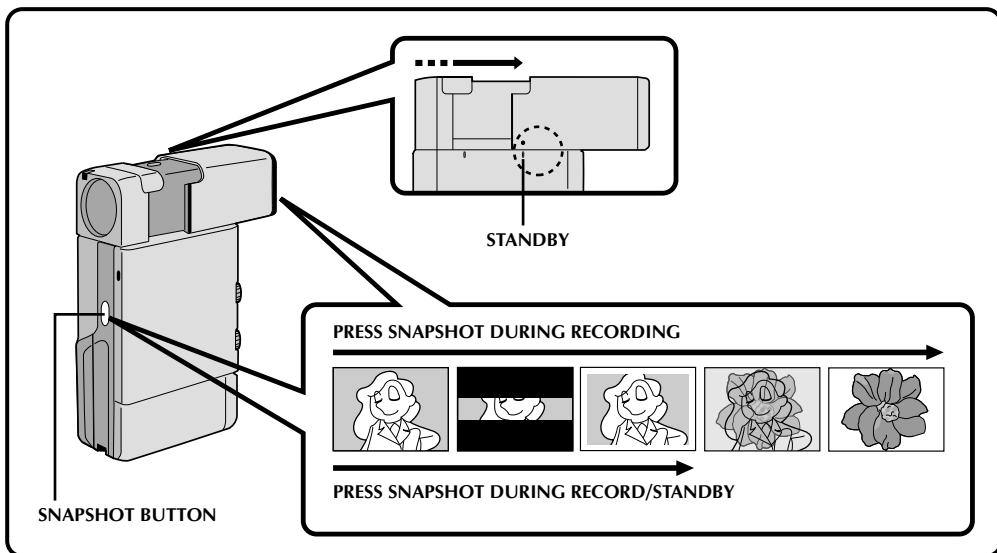 STANDBY
PRESS SNAPSHOT DURING RECORDING
PRESS SNAPSHOT DURING RECORD/STANDBY
SNAPSHOT BUTTON